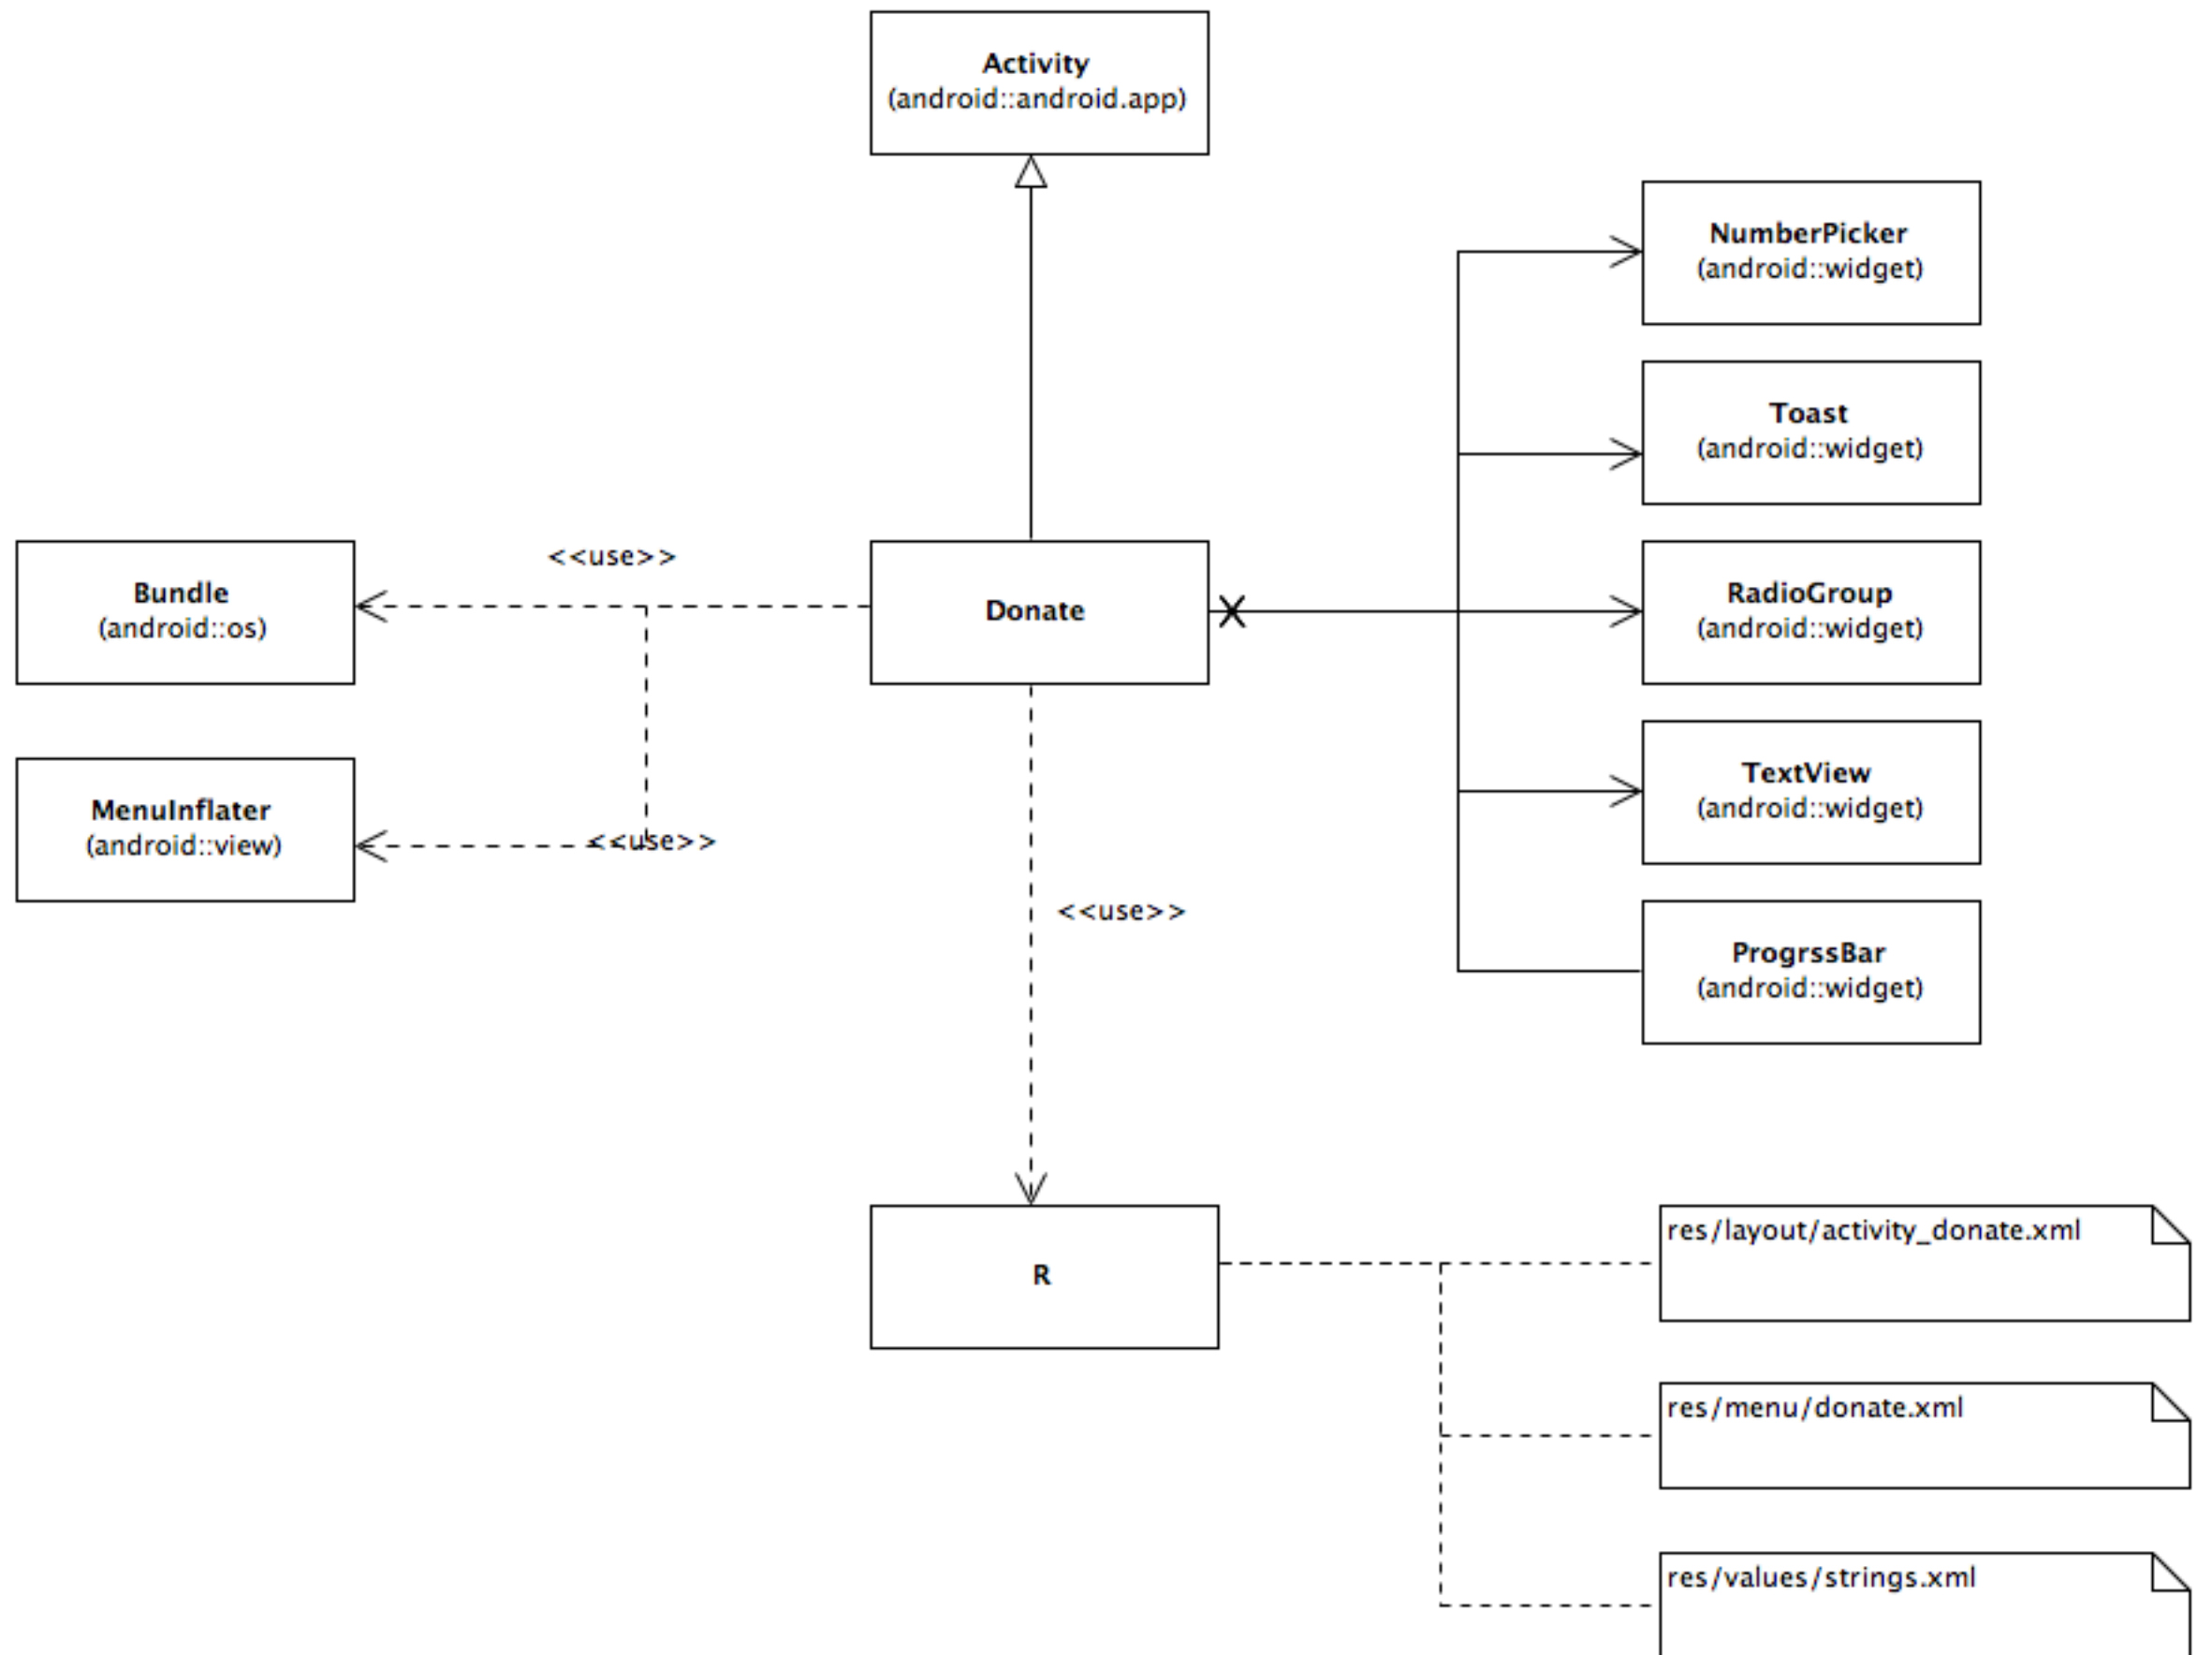 Activity
(android::android.app)
NumberPicker
(android::widget)
Toast
(android::widget)
<<use>>
Bundle
(android::os)
Donate
RadioGroup
(android::widget)
MenuInflater
(android::view)
<<use>>
TextView
(android::widget)
<<use>>
ProgrssBar
(android::widget)
R
res/layout/activity_donate.xml
res/menu/donate.xml
res/values/strings.xml